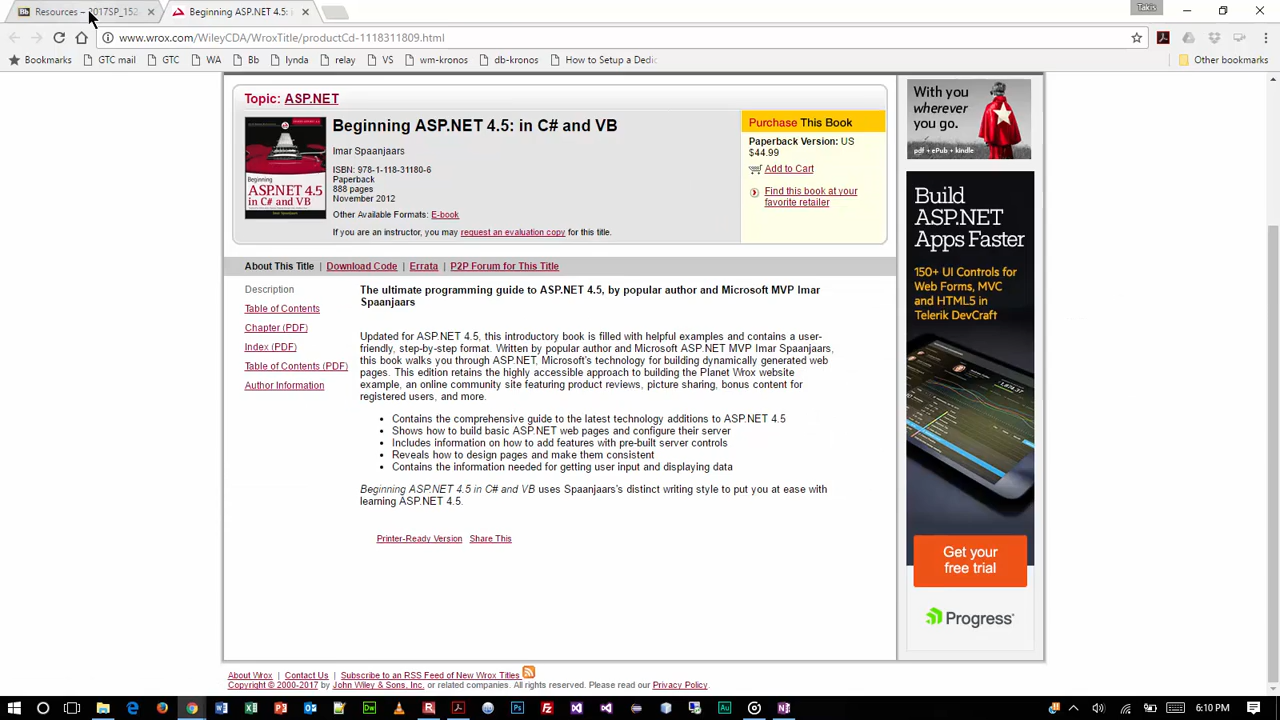 Resources – 2017SP_152
Beginning ASP.NET 4.5:
Takis
www.wrox.com/WileyCDA/WroxTitle/productCd-1118311809.html
Bookmarks
GTC mail
GTC
WA
Bb
lynda
relay
VS
wm-kronos
db-kronos
How to Setup a Dedic
Other bookmarks
Topic: ASP.NET
Beginning ASP.NET 4.5: in C# and VB
Imar Spaanjaars
ISBN: 978-1-118-31180-6
Paperback
888 pages
November 2012
Other Available Formats: E-book
If you are an instructor, you may request an evaluation copy for this title.
Beginning
ASP.NET 4.5
in C# and VB
Purchase This Book
Paperback Version: US
$44.99
Add to Cart
Find this book at your
favorite retailer
About This Title | Download Code | Errata | P2P Forum for This Title
Description
Table of Contents
Chapter (PDF)
Index (PDF)
Table of Contents (PDF)
Author Information
The ultimate programming guide to ASP.NET 4.5, by popular author and Microsoft MVP Imar
Spaanjaars
Updated for ASP.NET 4.5, this introductory book is filled with helpful examples and contains a user-
friendly, step-by-step format. Written by popular author and Microsoft ASP.NET MVP Imar Spaanjaars,
this book walks you through ASP.NET, Microsoft's technology for building dynamically generated web
pages. This edition retains the highly accessible approach to building the Planet Wrox website
example, an online community site featuring product reviews, picture sharing, bonus content for
registered users, and more.
• Contains the comprehensive guide to the latest technology additions to ASP.NET 4.5
• Shows how to build basic ASP.NET web pages and configure their server
• Includes information on how to add features with pre-built server controls
• Reveals how to design pages and make them consistent
• Contains the information needed for getting user input and displaying data
Beginning ASP.NET 4.5 in C# and VB uses Spaanjaars's distinct writing style to put you at ease with
learning ASP.NET 4.5.
Printer-Ready Version
Share This
With you
wherever
you go.
pdf + ePub + kindle
Build
ASP.NET
Apps Faster
150+ UI Controls for
Web Forms, MVC
and HTML5 in
Telerik DevCraft
Get your
free trial
Progress
About Wrox | Contact Us | Subscribe to an RSS Feed of New Wrox Titles
Copyright © 2000-2017 by John Wiley & Sons, Inc. or related companies. All rights reserved. Please read our Privacy Policy.
6:10 PM